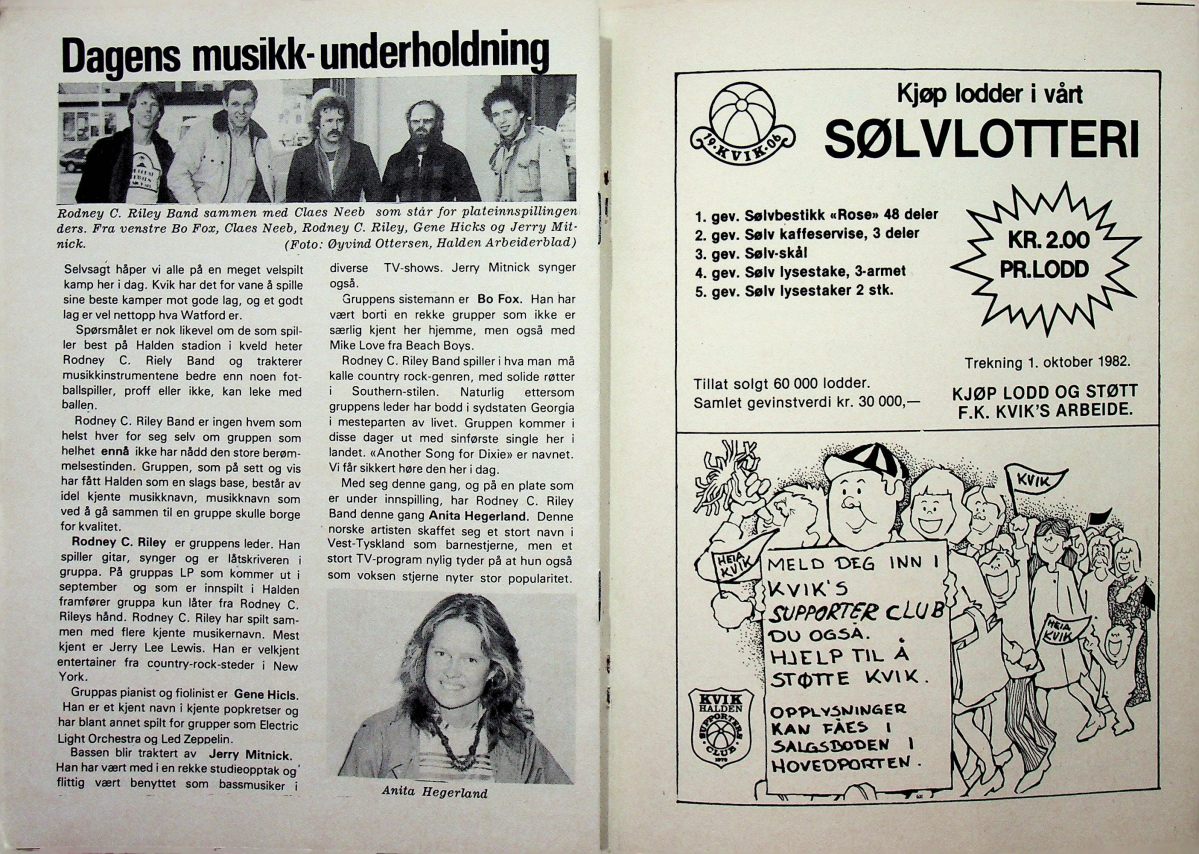 Dagens musikk-underholdning
Rodney C. Riley Band sammen med Claes Neeb som står for plateinnspillingen
ders. Fra venstre Bo Fox, Claes Neeb, Rodney C. Riley, Gene Hicks og Jerry Mit-
nick. (Foto: Øyvind Ottersen, Halden Arbeiderblad)
Selvsagt håper vi alle på en meget velspilt
kamp her i dag. Kvik har det for vane å spille
sine beste kamper mot gode lag, og et godt
lag er vel nettopp hva Watford er.
Spørsmålet er nok likevel om de som spil-
ler best på Halden stadion i kveld heter
Rodney C. Riely Band og trakterer
musikkinstrumentene bedre enn noen fot-
ballspiller, proff eller ikke, kan leke med
ballen.
Rodney C. Riley Band er ingen hvem som
helst hver for seg selv om gruppen som
helhet ennå ikke har nådd den store berøm-
melsestinden. Gruppen, som på sett og vis
har fått Halden som en slags base, består av
idel kjente musikknavn, musikknavn som
ved å gå sammen til en gruppe skulle borge
for kvalitet.
Rodney C. Riley er gruppens leder. Han
spiller gitar, synger og er låtskriveren i
gruppa. På gruppas LP som kommer ut i
september og som er innspilt i Halden
framfører gruppa kun låter fra Rodney C.
Rileys hånd. Rodney C. Riley har spilt sam-
men med flere kjente musikernavn. Mest
kjent er Jerry Lee Lewis. Han er velkjent
entertainer fra country-rock-steder i New
York.
Gruppas pianist og fiolinist er Gene Hicls.
Han er et kjent navn i kjente popkretser og
har blant annet spilt for grupper som Electric
Light Orchestra og Led Zeppelin.
Bassen blir traktert av Jerry Mitnick.
Han har vært med i en rekke studieopptak og
flittig vært benyttet som bassmusiker i
diverse TV-shows. Jerry Mitnick synger
også.
Gruppens sistemann er Bo Fox. Han har
vært borti en rekke grupper som ikke er
særlig kjent her hjemme, men også med
Mike Love fra Beach Boys.
Rodney C. Riley Band spiller i hva man må
kalle country rock-genren, med solide røtter
i Southern-stilen. Naturlig ettersom
gruppens leder har bodd i sydstaten Georgia
i mesteparten av livet. Gruppen kommer i
disse dager ut med sinførste single her i
landet. «Another Song for Dixie» er navnet.
Vi får sikkert høre den her i dag.
Med seg denne gang, og på en plate som
er under innspilling, har Rodney C. Riley
Band denne gang Anita Hegerland. Denne
norske artisten skaffet seg et stort navn i
Vest-Tyskland som barnestjerne, men et
stort TV-program nylig tyder på at hun også
som voksen stjerne nyter stor popularitet.
Anita Hegerland
19 · KVIK · 06
Kjøp lodder i vårt
SØLVLOTTERI
1. gev. Sølvbestikk «Rose» 48 deler
2. gev. Sølv kaffeservise, 3 deler
3. gev. Sølv-skål
4. gev. Sølv lysestake, 3-armet
5. gev. Sølv lysestaker 2 stk.
KR. 2.00
PR.LODD
Trekning 1. oktober 1982.
Tillat solgt 60 000 lodder.
Samlet gevinstverdi kr. 30 000,—
KJØP LODD OG STØTT
F.K. KVIK'S ARBEIDE.
KVIK
HEIA
KVIK
MELD DEG INN I
KVIK'S
SUPPORTER CLUB
DU OGSÅ.
HJELP TIL Å
STØTTE KVIK.
OPPLYSNINGER
KAN FÅES I
SALGSBODEN I
HOVEDPORTEN.
HEIA
KVIK
KVIK
HALDEN
SUPPORTERS
CLUB